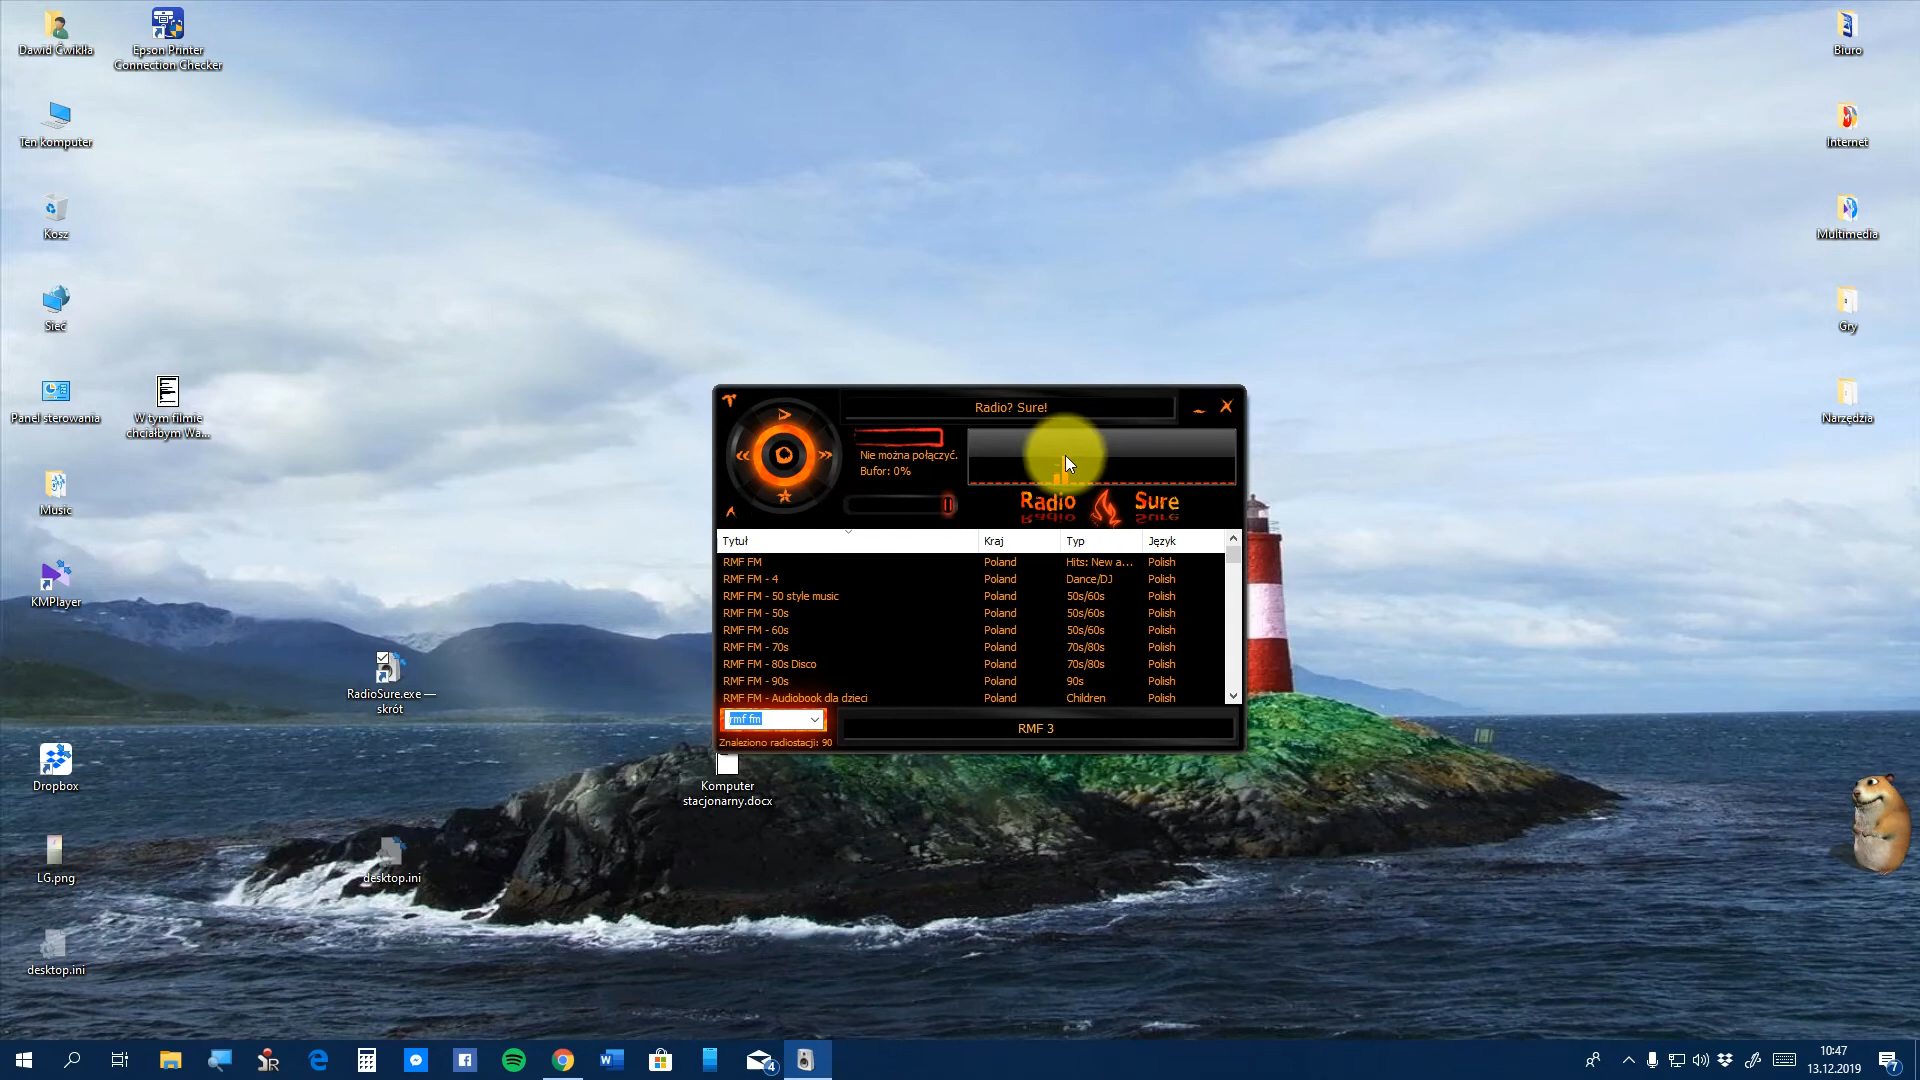 Dawid Ćwikłła
Epson Printer
Connection Checker
Biuro
Ten komputer
Internet
Kosz
Multimedia
Sieć
Gry
Panel sterowania
W tym filmie
chciałbym Wa...
Narzędzia
Music
KMPlayer
RadioSure.exe —
skrót
Dropbox
Komputer
stacjonarny.docx
LG.png
desktop.ini
desktop.ini
Radio? Sure!
Nie można połączyć.
Bufor: 0%
Radio Sure
Tytuł Kraj Typ Język
RMF FM Poland Hits: New a... Polish
RMF FM - 4 Poland Dance/DJ Polish
RMF FM - 50 style music Poland 50s/60s Polish
RMF FM - 50s Poland 50s/60s Polish
RMF FM - 60s Poland 50s/60s Polish
RMF FM - 70s Poland 70s/80s Polish
RMF FM - 80s Disco Poland 70s/80s Polish
RMF FM - 90s Poland 90s Polish
RMF FM - Audiobook dla dzieci Poland Children Polish
rmf fm
RMF 3
Znaleziono radiostacji: 90
4
10:47
13.12.2019
7